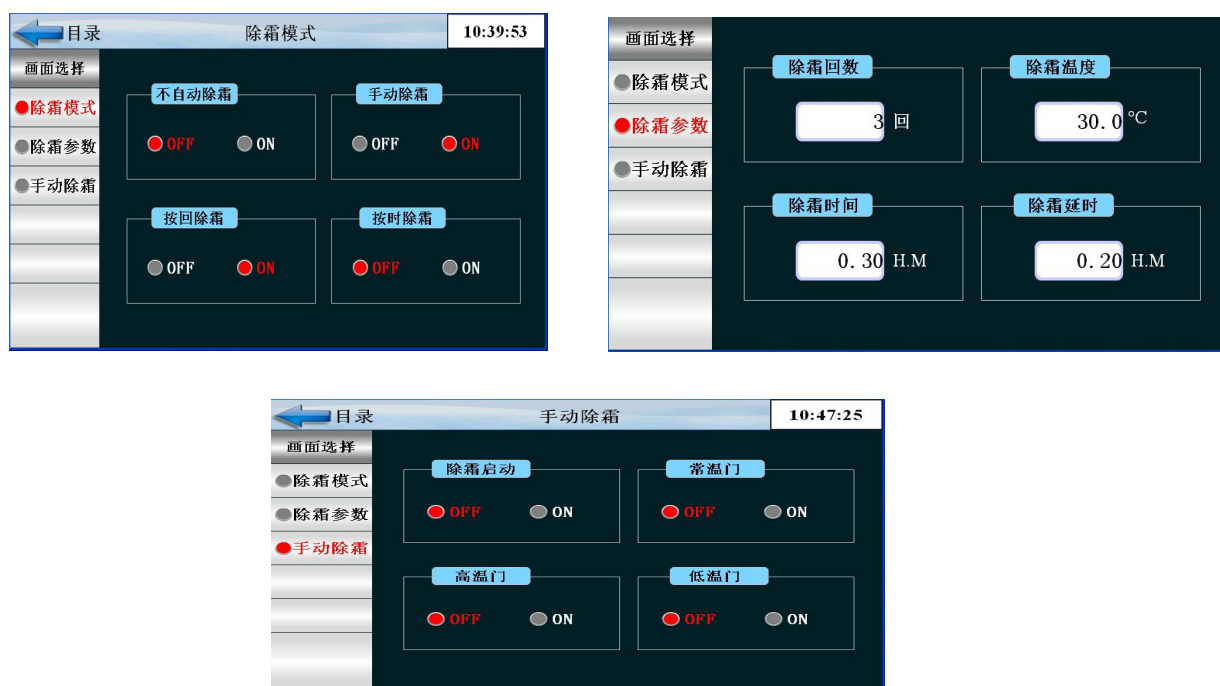 目录 除霜模式 10:39:53
画面选择
除霜模式
除霜参数
手动除霜
不自动除霜 手动除霜
OFF ON OFF ON
按回除霜 按时除霜
OFF ON OFF ON
画面选择
除霜模式
除霜参数
手动除霜
除霜回数 除霜温度
3 回 30.0 ℃
除霜时间 除霜延时
0.30 H.M 0.20 H.M
目录 手动除霜 10:47:25
画面选择
除霜模式
除霜参数
手动除霜
除霜启动 常温门
OFF ON OFF ON
高温门 低温门
OFF ON OFF ON